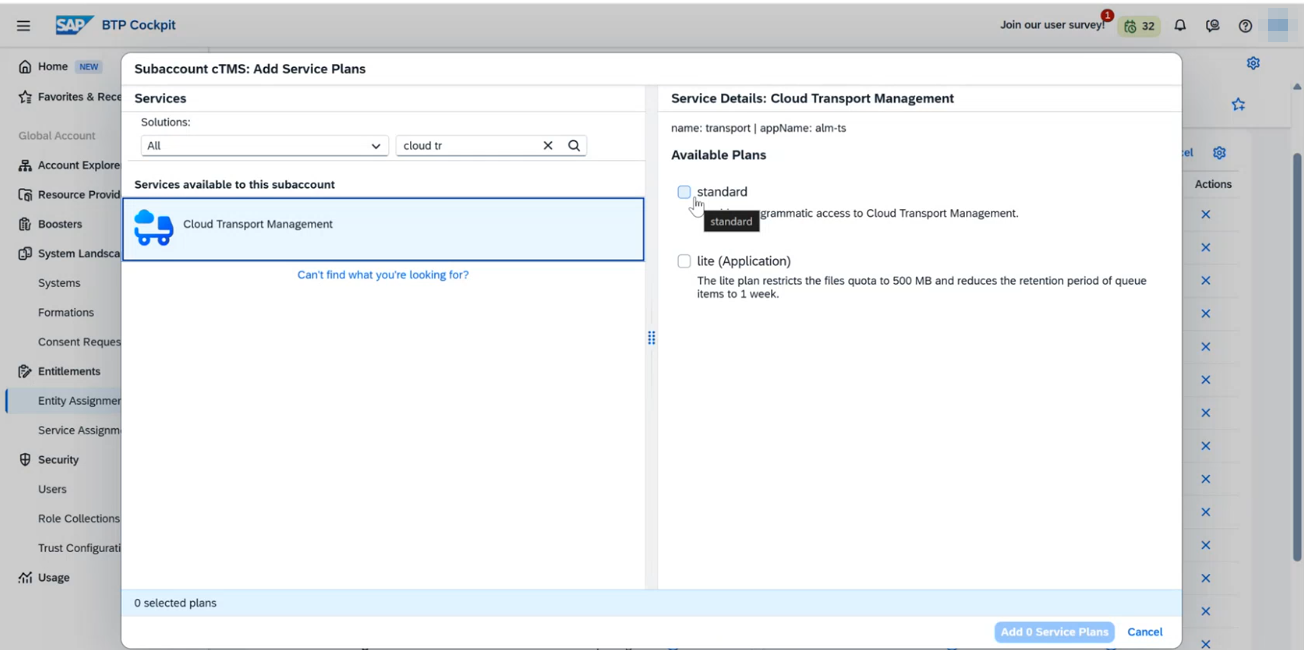 SAP BTP Cockpit
Join our user survey! 1 32
Home NEW
Favorites & Rece
Global Account
Account Explore
Resource Provid
Boosters
System Landsca
Systems
Formations
Consent Reques
Entitlements
Entity Assignmen
Service Assignm
Security
Users
Role Collections
Trust Configurati
Usage
Subaccount cTMS: Add Service Plans
Services
Solutions:
All
cloud tr
Services available to this subaccount
Cloud Transport Management
Can't find what you're looking for?
Service Details: Cloud Transport Management
name: transport | appName: alm-ts
Available Plans
standard
grammatic access to Cloud Transport Management.
standard
lite (Application)
The lite plan restricts the files quota to 500 MB and reduces the retention period of queue
items to 1 week.
0 selected plans
Add 0 Service Plans
Cancel
cel
Actions